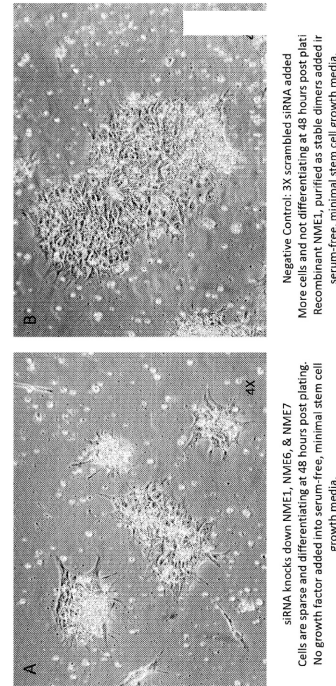 A
4X
siRNA knocks down NME1, NME6, & NME7
Cells are sparse and differentiating at 48 hours post plating.
No growth factor added into serum-free, minimal stem cell
growth media.
B
Negative Control: 3X scrambled siRNA added
More cells and not differentiating at 48 hours post plati
Recombinant NME1, purified as stable dimers added ir
serum-free, minimal stem cell growth media.